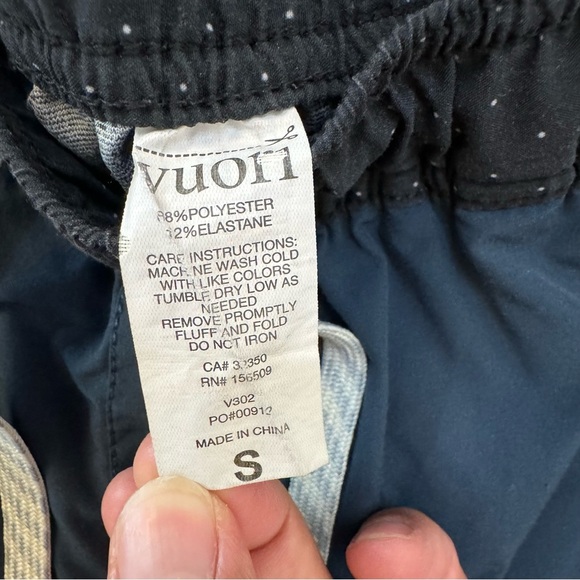 vuori
88%POLYESTER
12%ELASTANE
CARE INSTRUCTIONS:
MACHINE WASH COLD
WITH LIKE COLORS
TUMBLE DRY LOW AS
NEEDED
REMOVE PROMPTLY
FLUFF AND FOLD
DO NOT IRON
CA#
RN# 156509
V302
MADE IN CHINA
S